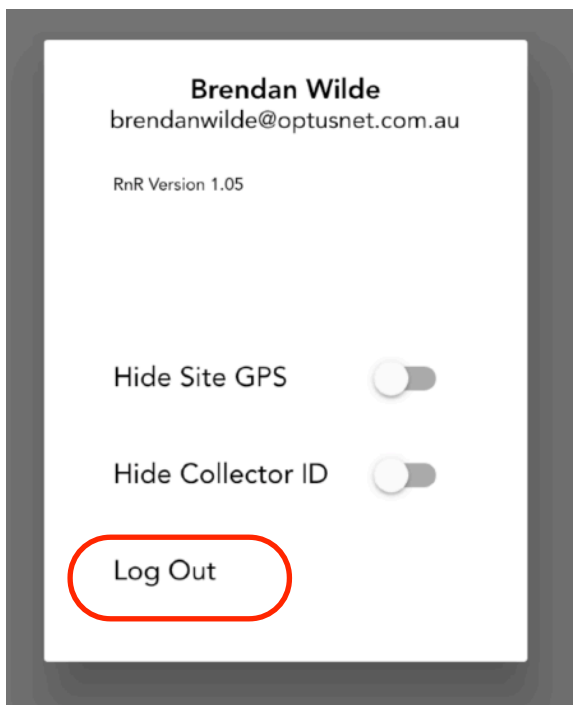 Brendan Wilde
brendanwilde@optusnet.com.au
RnR Version 1.05
Hide Site GPS
Hide Collector ID
Log Out